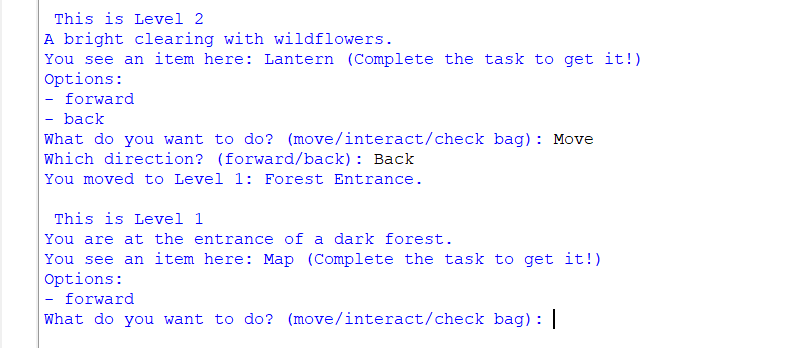 This is Level 2
A bright clearing with wildflowers.
You see an item here: Lantern (Complete the task to get it!)
Options:
- forward
- back
What do you want to do? (move/interact/check bag): Move
Which direction? (forward/back): Back
You moved to Level 1: Forest Entrance.
This is Level 1
You are at the entrance of a dark forest.
You see an item here: Map (Complete the task to get it!)
Options:
- forward
What do you want to do? (move/interact/check bag):